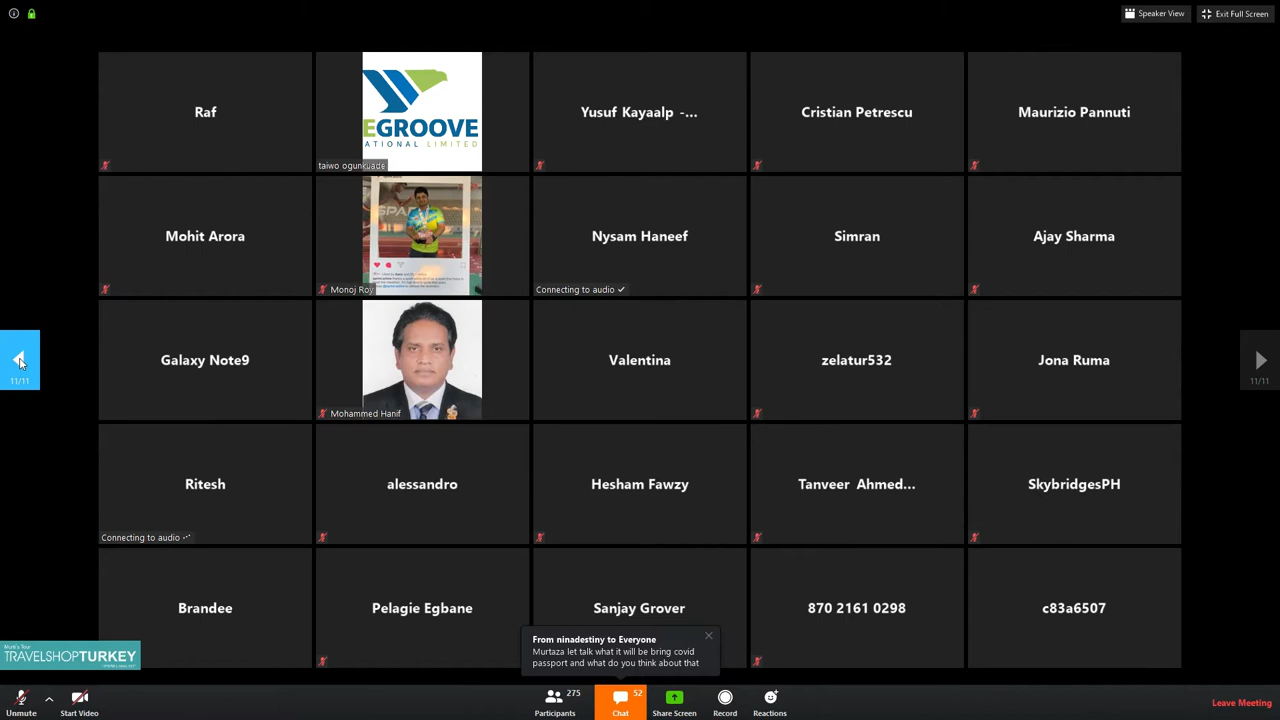 Speaker View
Exit Full Screen
Raf
EGROOVE
ATIONAL LIMITED
taiwo ogunkuade
Yusuf Kayaalp -...
Cristian Petrescu
Maurizio Pannuti
Mohit Arora
Monoj Roy
Nysam Haneef
Connecting to audio
Simran
Ajay Sharma
Galaxy Note9
Mohammed Hanif
Valentina
zelatur532
Jona Ruma
11/11
11/11
Ritesh
Connecting to audio
alessandro
Hesham Fawzy
Tanveer Ahmed...
SkybridgesPH
Brandee
Pelagie Egbane
Sanjay Grover
870 2161 0298
c83a6507
From ninadestiny to Everyone
Murtaza let talk what it will be bring covid
passport and what do you think about that
TRAVELSHOPTURKEY
Unmute
Start Video
275
Participants
52
Chat
Share Screen
Record
Reactions
Leave Meeting